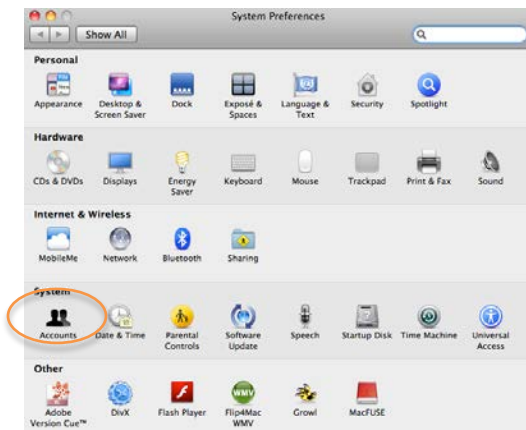 System Preferences
Show All
Personal
Appearance Desktop & Screen Saver Dock Exposé & Spaces Language & Text Security Spotlight
Hardware
CDs & DVDs Displays Energy Saver Keyboard Mouse Trackpad Print & Fax Sound
Internet & Wireless
MobileMe Network Bluetooth Sharing
System
Accounts Date & Time Parental Controls Software Update Speech Startup Disk Time Machine Universal Access
Other
Adobe Version Cue™ DivX Flash Player Flip4Mac WMV Growl MacFUSE